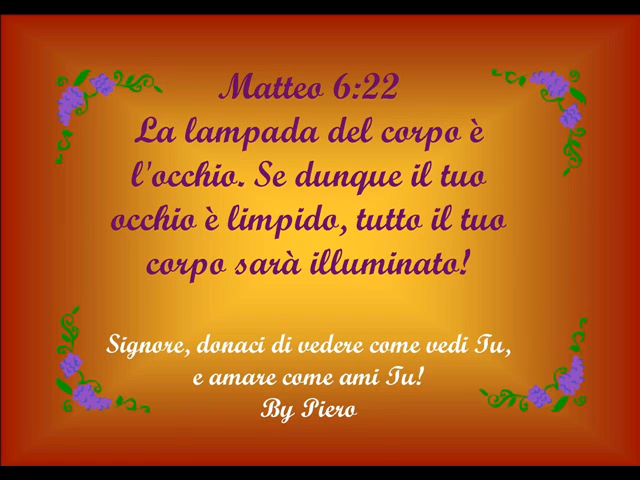 Matteo 6:22
La lampada del corpo è
l'occhio. Se dunque il tuo
occhio è limpido, tutto il tuo
corpo sarà illuminato!
Signore, donaci di vedere come vedi Tu,
e amare come ami Tu!
By Piero